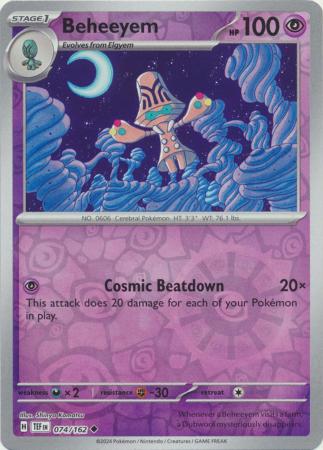 STAGE 1
Beheeyem
HP 100
Evolves from Elgyem
NO. 0606 Cerebral Pokémon HT: 3'3" WT: 76.1 lbs.
Cosmic Beatdown 20×
This attack does 20 damage for each of your Pokémon
in play.
weakness ×2 resistance -30 retreat
Illus. Shinya Komatsu
H TEF EN 074/162
Whenever a Beheeyem visits a farm,
a Dubwool mysteriously disappears.
©2024 Pokémon / Nintendo / Creatures / GAME FREAK